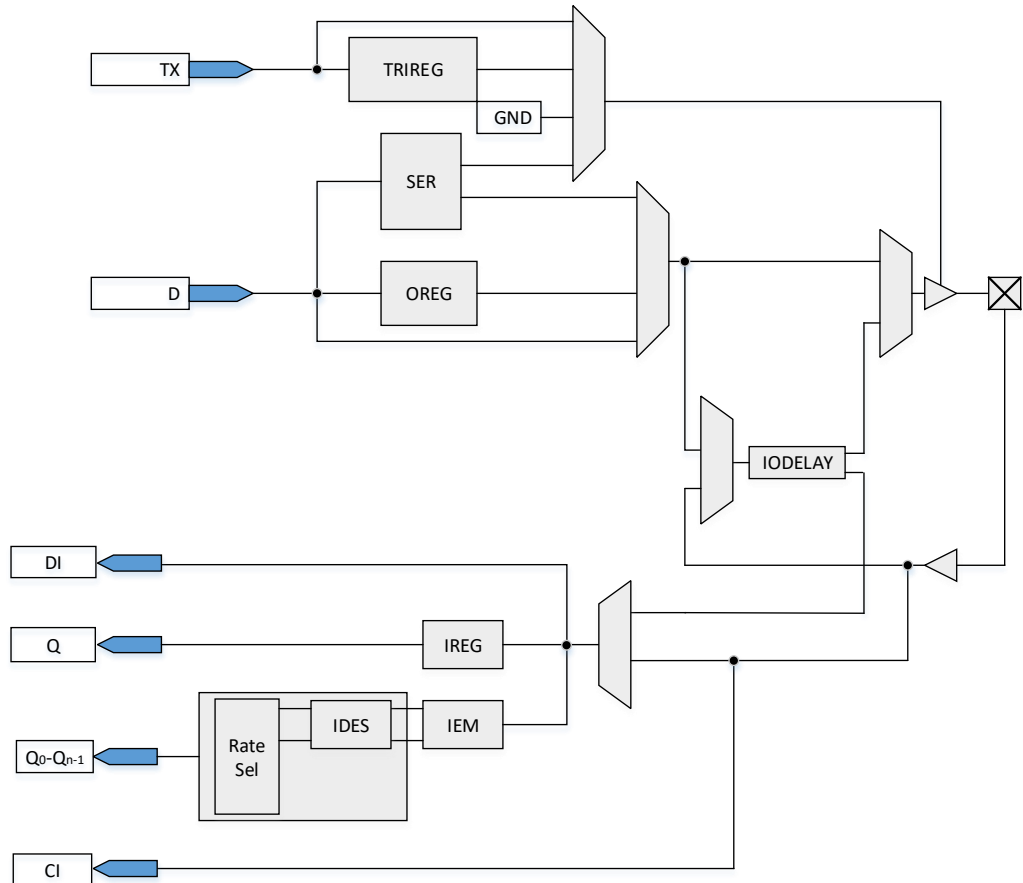 TX
TRIREG
GND
SER
D
OREG
IODELAY
DI
Q
IREG
Q0-Qn-1
Rate
Sel
IDES
IEM
CI